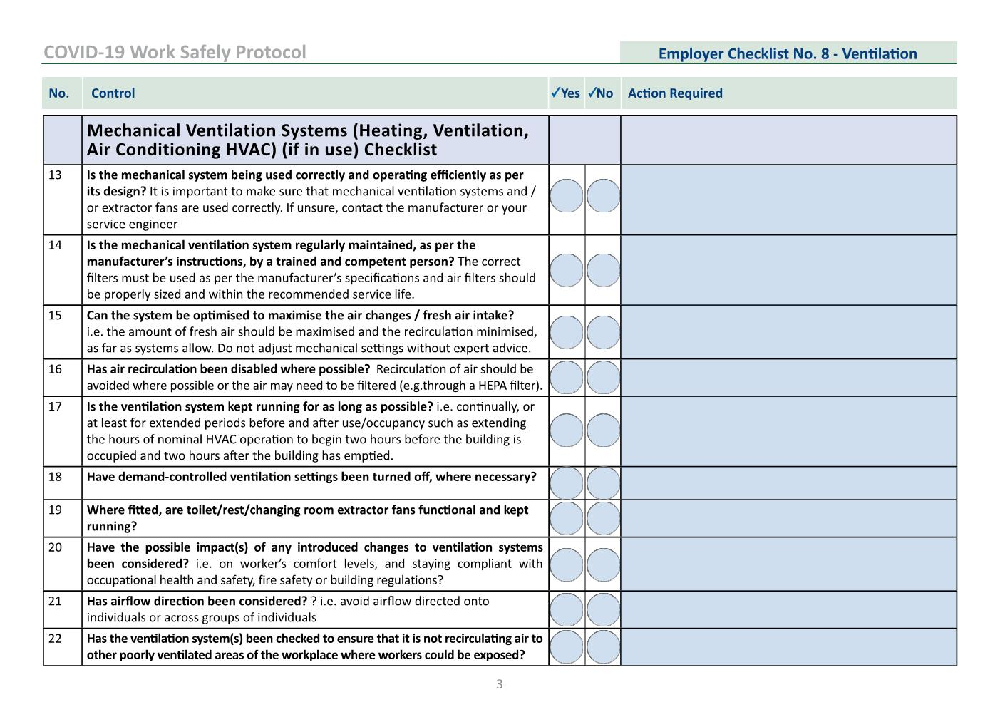 COVID-19 Work Safely Protocol
Employer Checklist No. 8 - Ventilation
No. Control ✓Yes ✓No Action Required
Mechanical Ventilation Systems (Heating, Ventilation,
Air Conditioning HVAC) (if in use) Checklist
13 Is the mechanical system being used correctly and operating efficiently as per
its design? It is important to make sure that mechanical ventilation systems and /
or extractor fans are used correctly. If unsure, contact the manufacturer or your
service engineer
14 Is the mechanical ventilation system regularly maintained, as per the
manufacturer’s instructions, by a trained and competent person? The correct
filters must be used as per the manufacturer’s specifications and air filters should
be properly sized and within the recommended service life.
15 Can the system be optimised to maximise the air changes / fresh air intake?
i.e. the amount of fresh air should be maximised and the recirculation minimised,
as far as systems allow. Do not adjust mechanical settings without expert advice.
16 Has air recirculation been disabled where possible? Recirculation of air should be
avoided where possible or the air may need to be filtered (e.g.through a HEPA filter).
17 Is the ventilation system kept running for as long as possible? i.e. continually, or
at least for extended periods before and after use/occupancy such as extending
the hours of nominal HVAC operation to begin two hours before the building is
occupied and two hours after the building has emptied.
18 Have demand-controlled ventilation settings been turned off, where necessary?
19 Where fitted, are toilet/rest/changing room extractor fans functional and kept
running?
20 Have the possible impact(s) of any introduced changes to ventilation systems
been considered? i.e. on worker’s comfort levels, and staying compliant with
occupational health and safety, fire safety or building regulations?
21 Has airflow direction been considered? ? i.e. avoid airflow directed onto
individuals or across groups of individuals
22 Has the ventilation system(s) been checked to ensure that it is not recirculating air to
other poorly ventilated areas of the workplace where workers could be exposed?
3